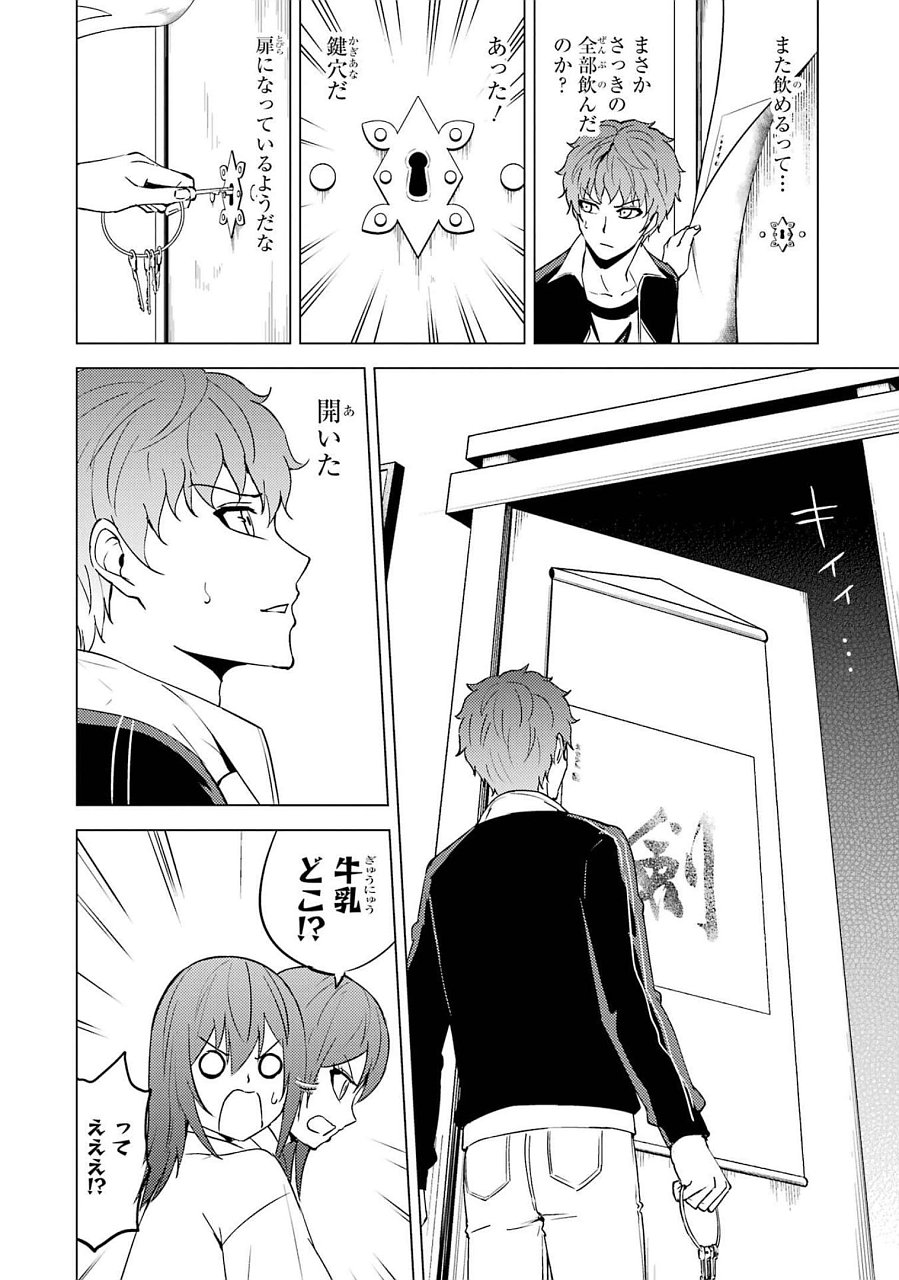 また飲めるって…
まさか
さっきの
全部飲んだ
のか？
あった！
鍵穴だ
扉になっているようだな
ギィ…
開いた
剣
牛乳
どこ!?
って
えええ!?